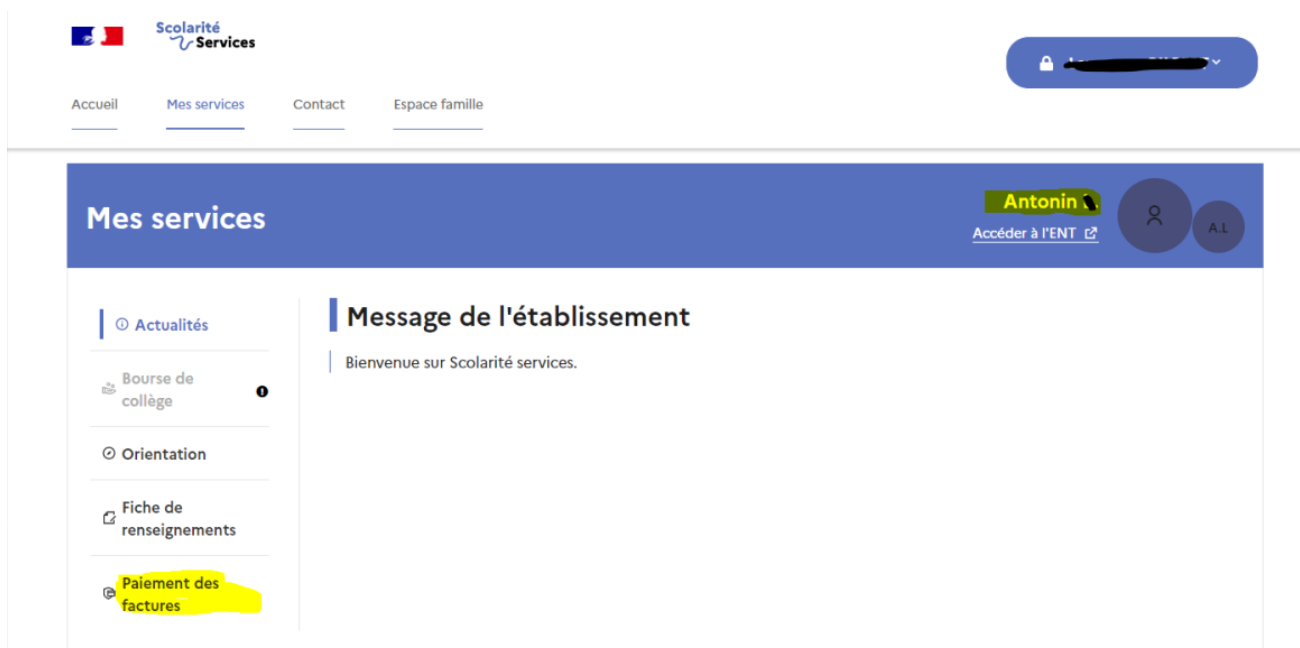 Scolarité
Services
Accueil Mes services Contact Espace famille
Mes services
Antonin
Accéder à l'ENT
A.L
Actualités
Message de l'établissement
Bienvenue sur Scolarité services.
Bourse de
collège
Orientation
Fiche de
renseignements
Paiement des
factures